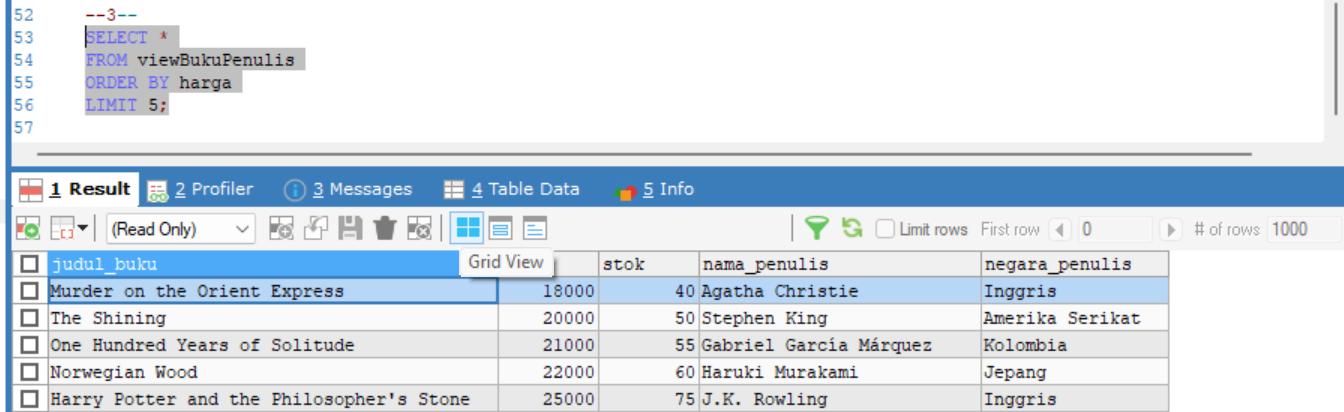 52 --3--
53 SELECT *
54 FROM viewBukuPenulis
55 ORDER BY harga
56 LIMIT 5;
57
1 Result 2 Profiler 3 Messages 4 Table Data 5 Info
(Read Only) Limit rows First row 0 # of rows 1000
judul_buku stok nama_penulis negara_penulis
Grid View
Murder on the Orient Express 18000 40 Agatha Christie Inggris
The Shining 20000 50 Stephen King Amerika Serikat
One Hundred Years of Solitude 21000 55 Gabriel García Márquez Kolombia
Norwegian Wood 22000 60 Haruki Murakami Jepang
Harry Potter and the Philosopher's Stone 25000 75 J.K. Rowling Inggris